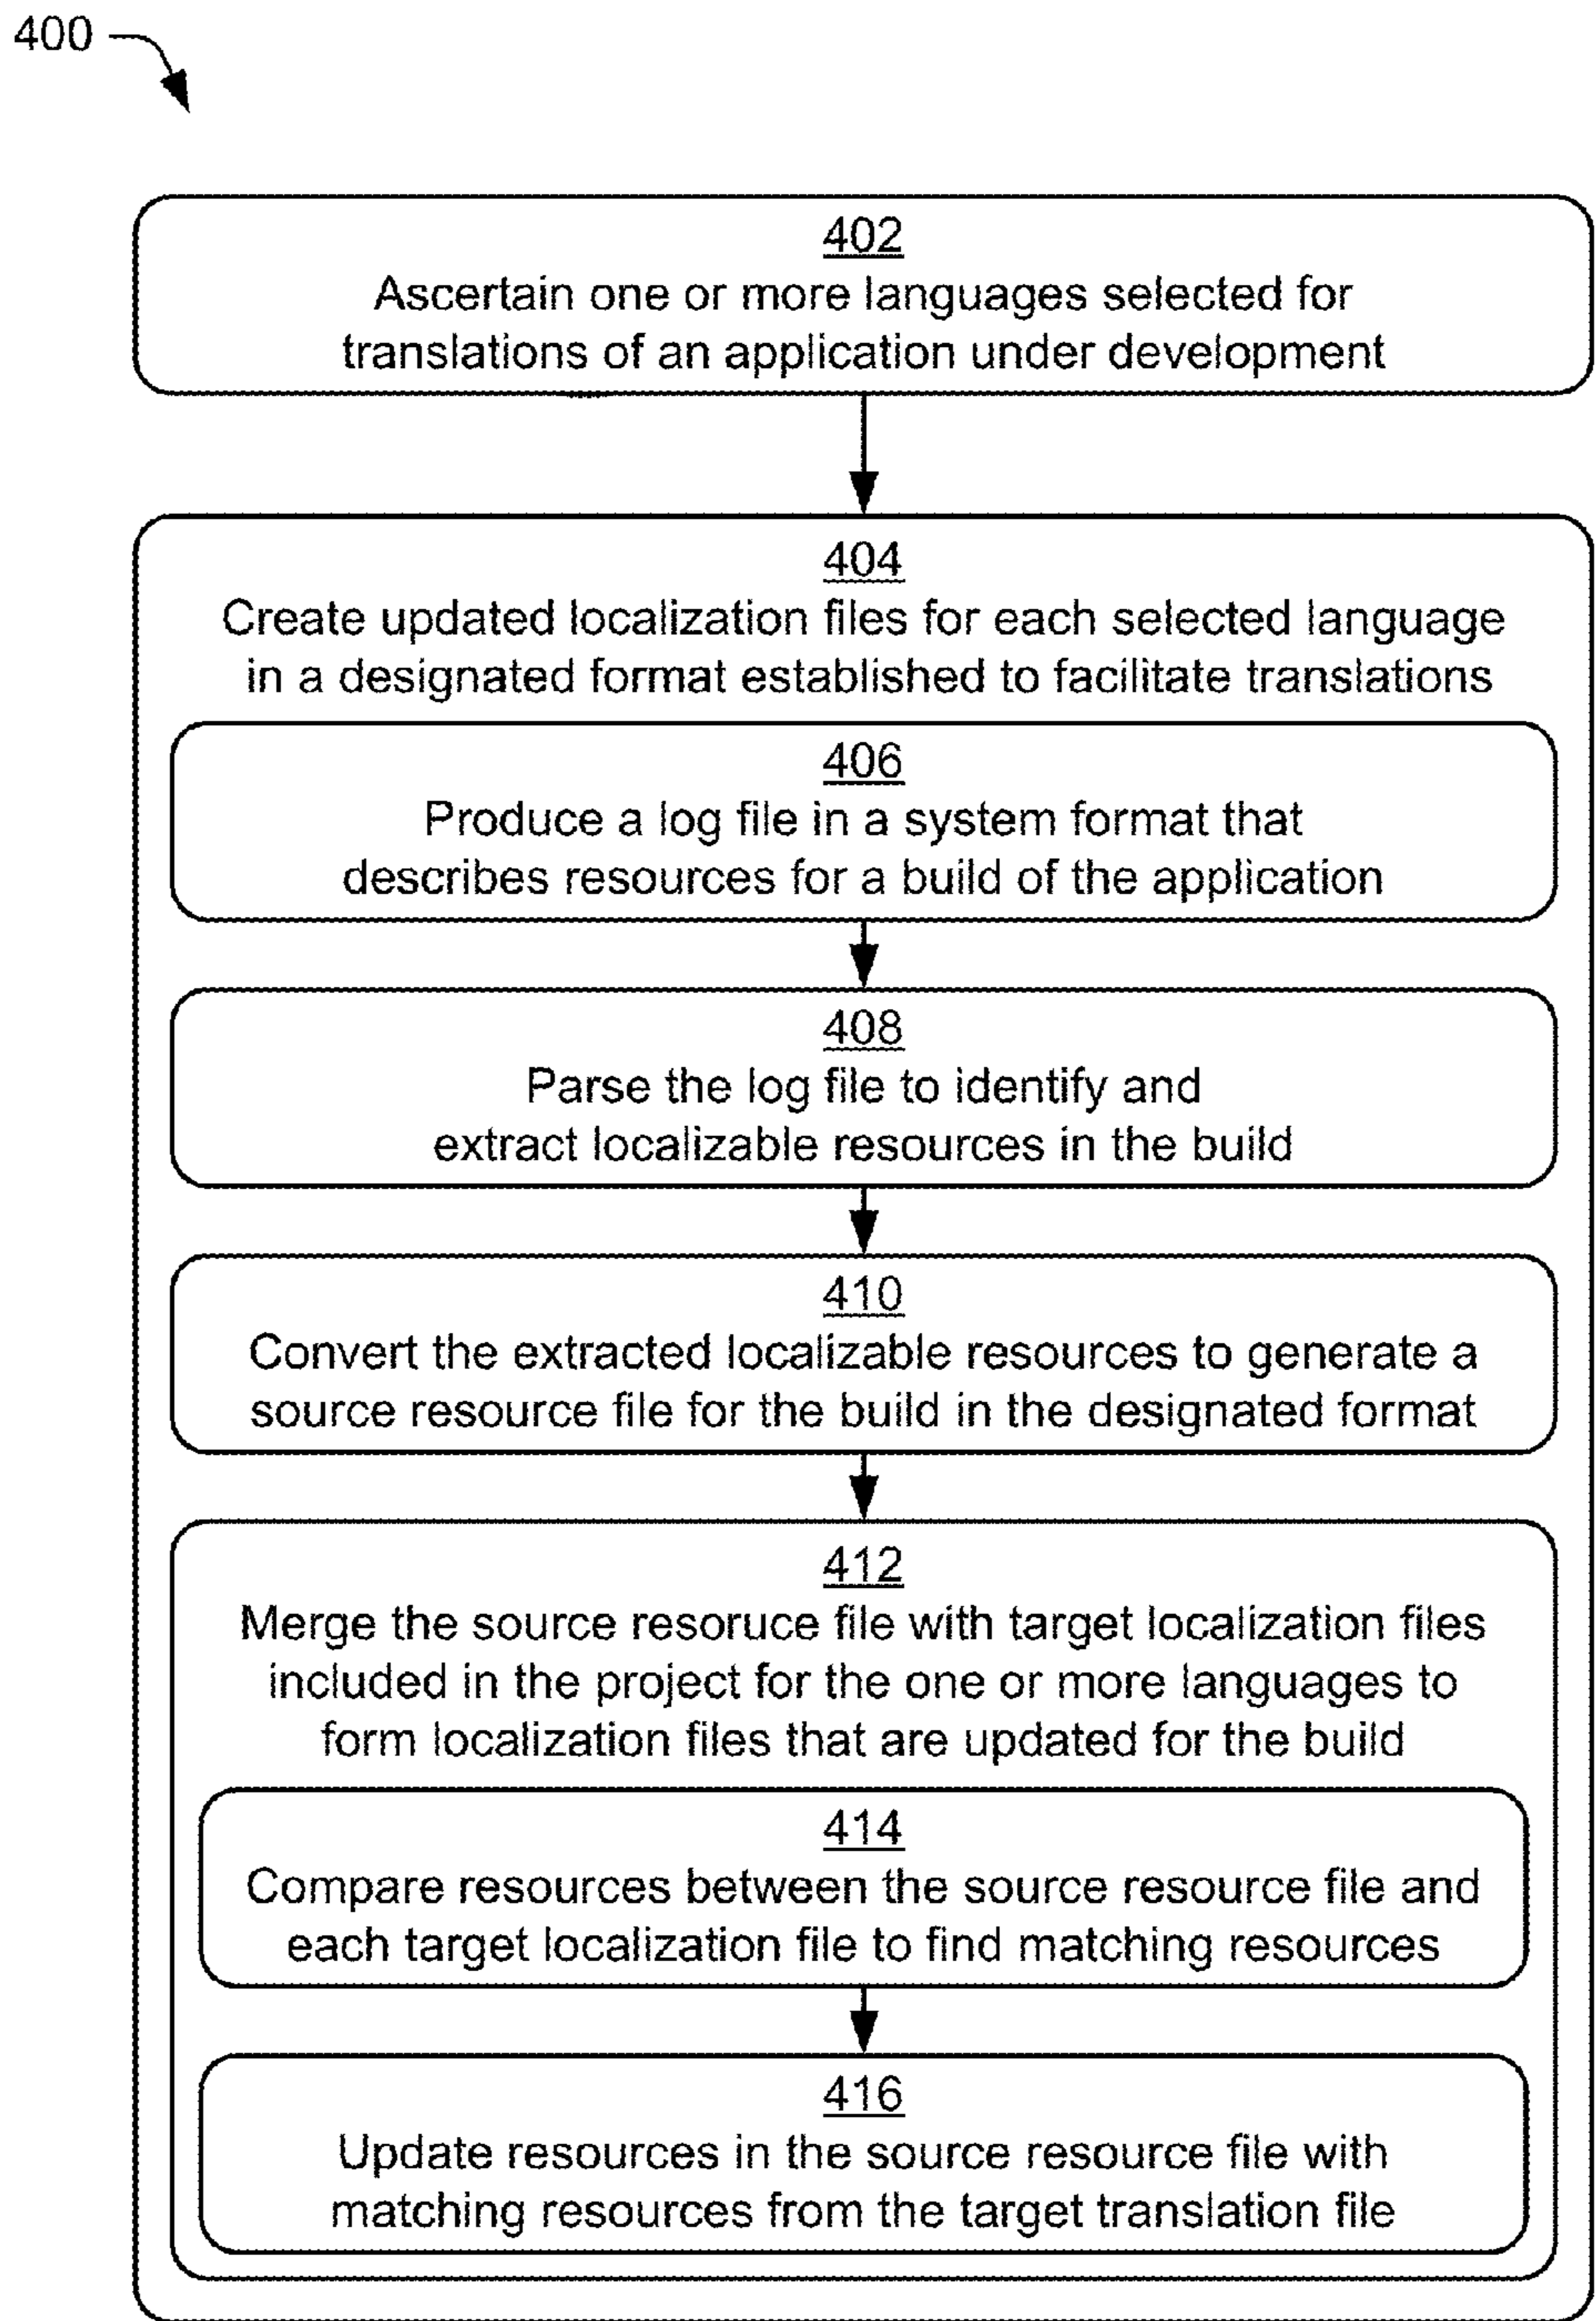 400
402
Ascertain one or more languages selected for
translations of an application under development
404
Create updated localization files for each selected language
in a designated format established to facilitate translations
406
Produce a log file in a system format that
describes resources for a build of the application
408
Parse the log file to identify and
extract localizable resources in the build
410
Convert the extracted localizable resources to generate a
source resource file for the build in the designated format
412
Merge the source resoruce file with target localization files
included in the project for the one or more languages to
form localization files that are updated for the build
414
Compare resources between the source resource file and
each target localization file to find matching resources
416
Update resources in the source resource file with
matching resources from the target translation file